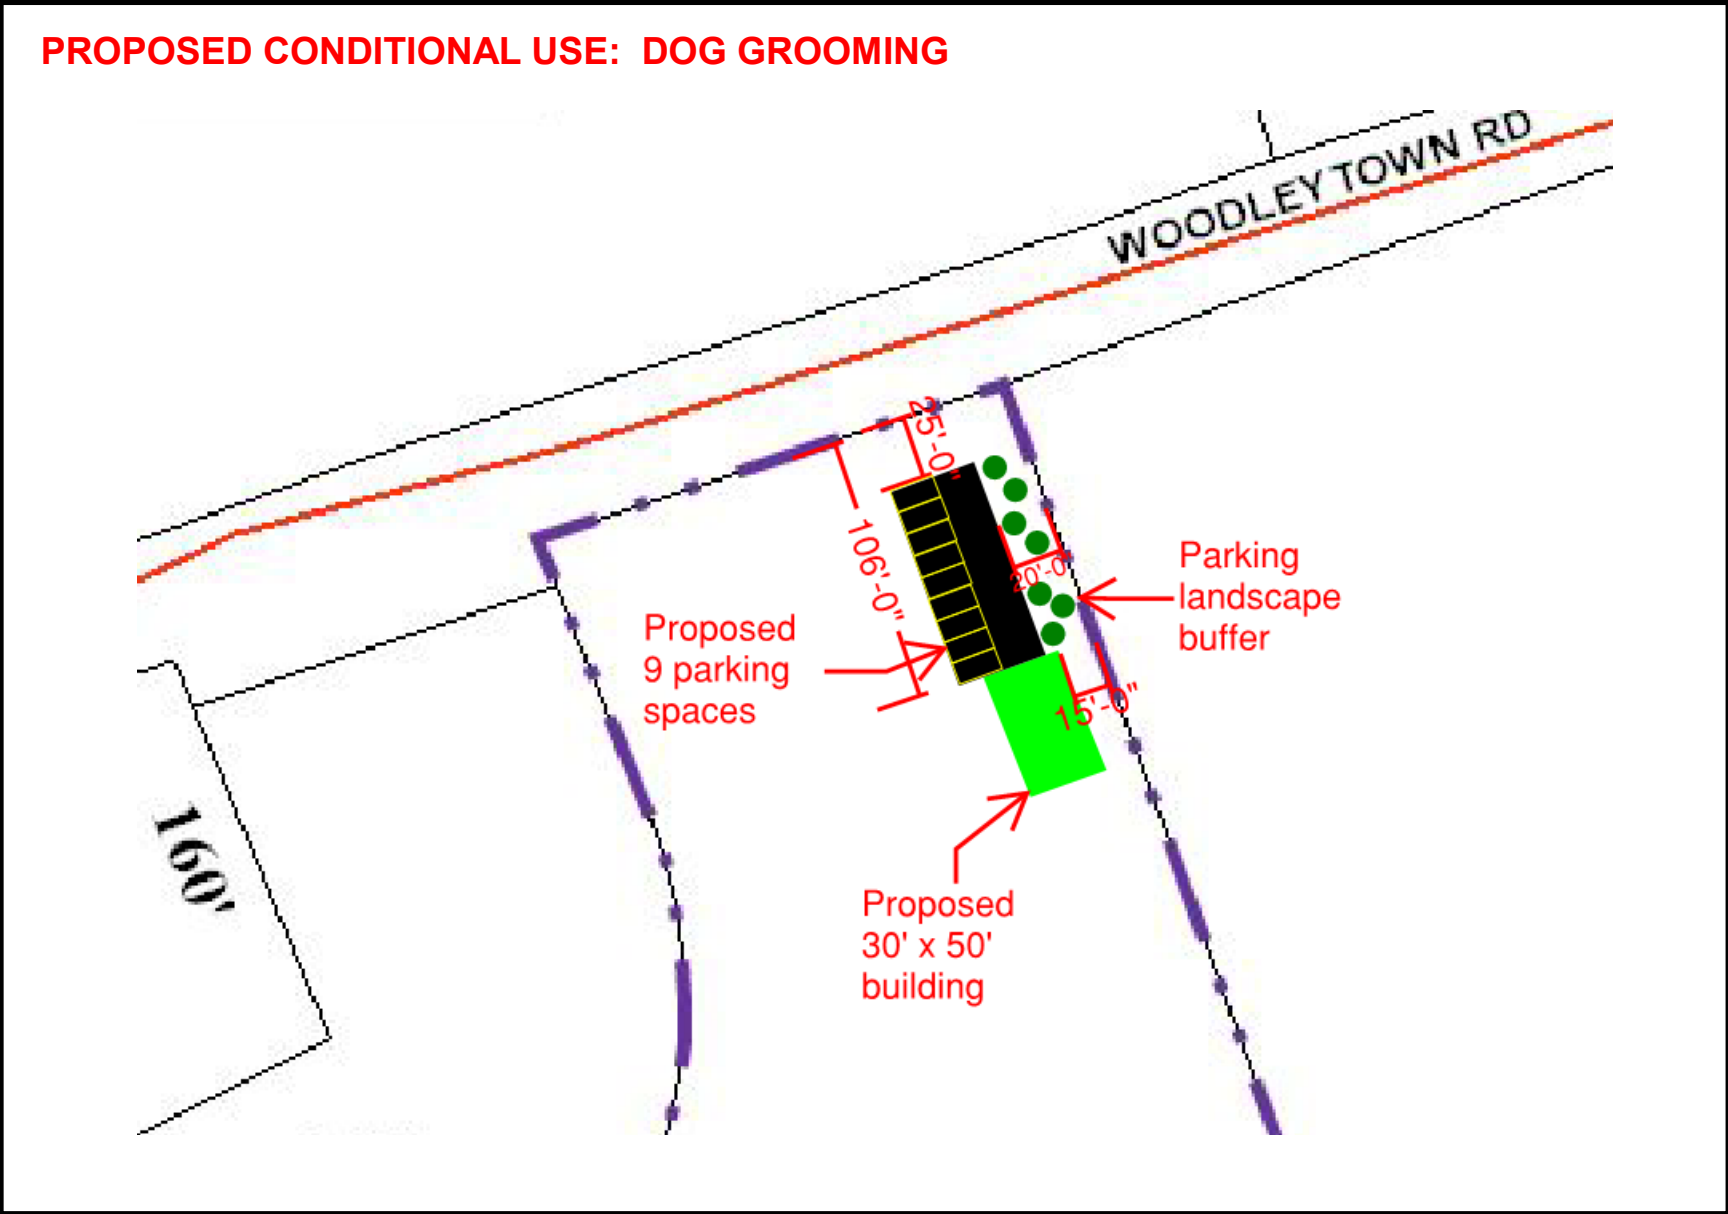 PROPOSED CONDITIONAL USE: DOG GROOMING
WOODLEY TOWN RD
25'-0"
106'-0"
20'-0"
Parking
landscape
buffer
Proposed
9 parking
spaces
15'-0"
160'
Proposed
30' x 50'
building